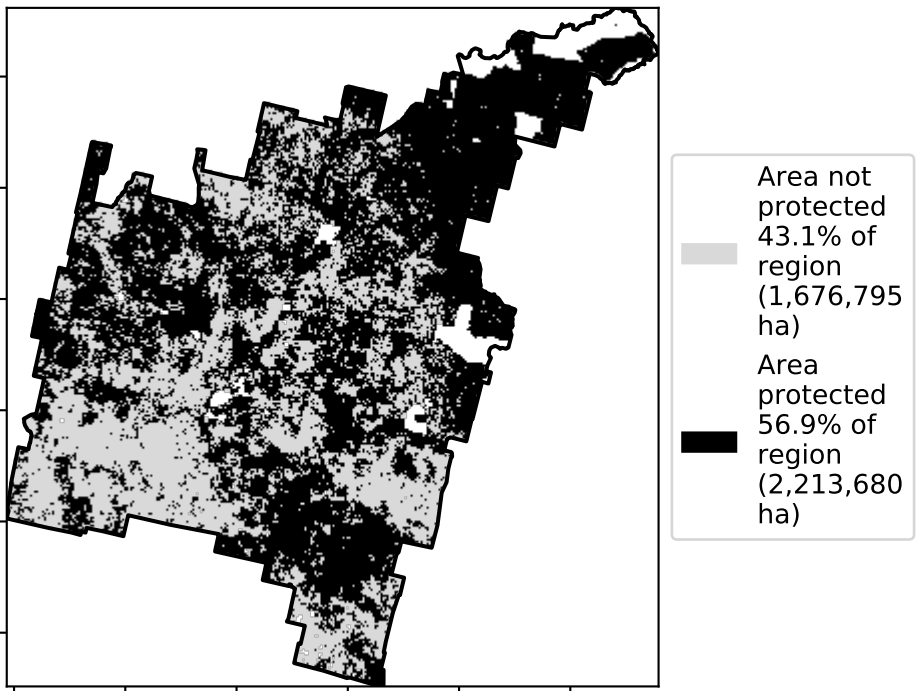 Area not
protected
43.1% of
region
(1,676,795
ha)
Area
protected
56.9% of
region
(2,213,680
ha)